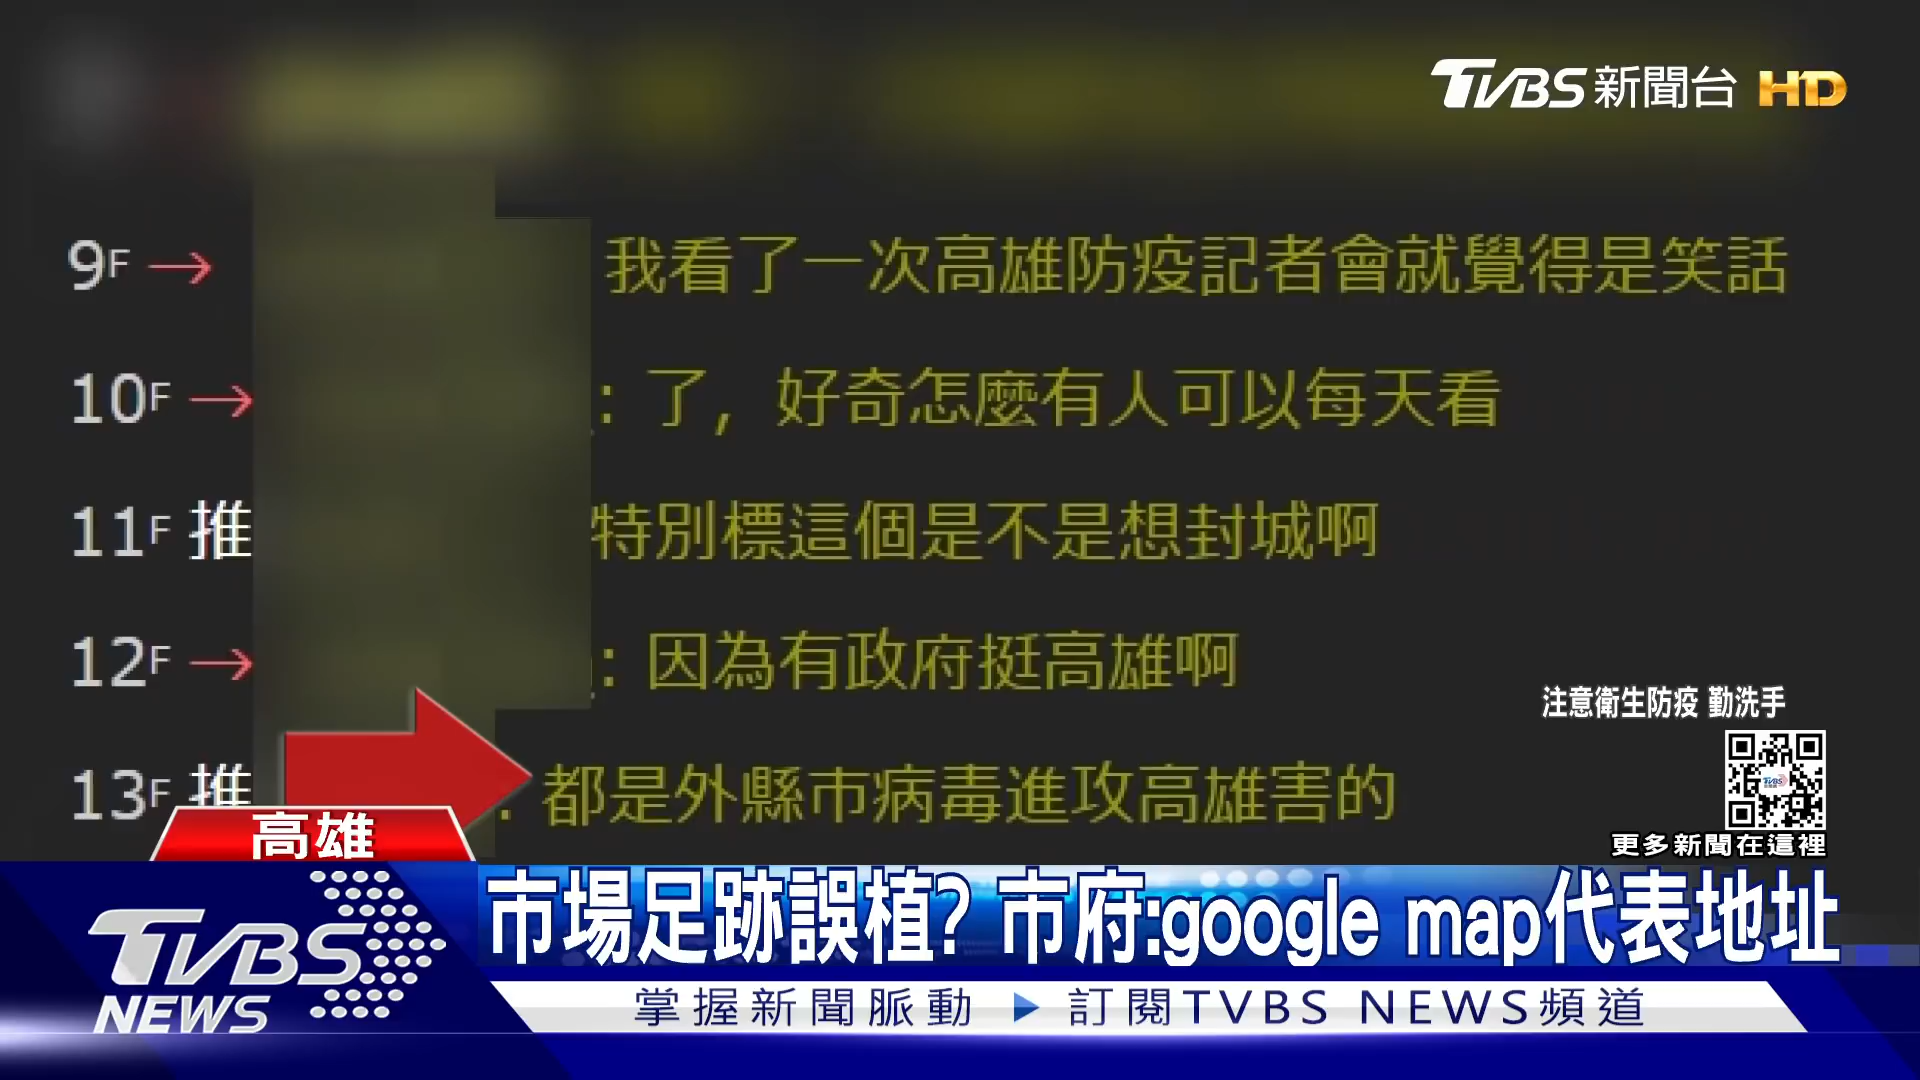 TVBS新聞台 HD
9F → 我看了一次高雄防疫記者會就覺得是笑話
10F → : 了，好奇怎麼有人可以每天看
11F 推 特別標這個是不是想封城啊
12F → : 因為有政府挺高雄啊
13F 推 : 都是外縣市病毒進攻高雄害的
注意衛生防疫 勤洗手
TVBS
更多新聞在這裡
高雄
市場足跡誤植? 市府:google map代表地址
TVBS NEWS
掌握新聞脈動 ▶ 訂閱TVBS NEWS頻道